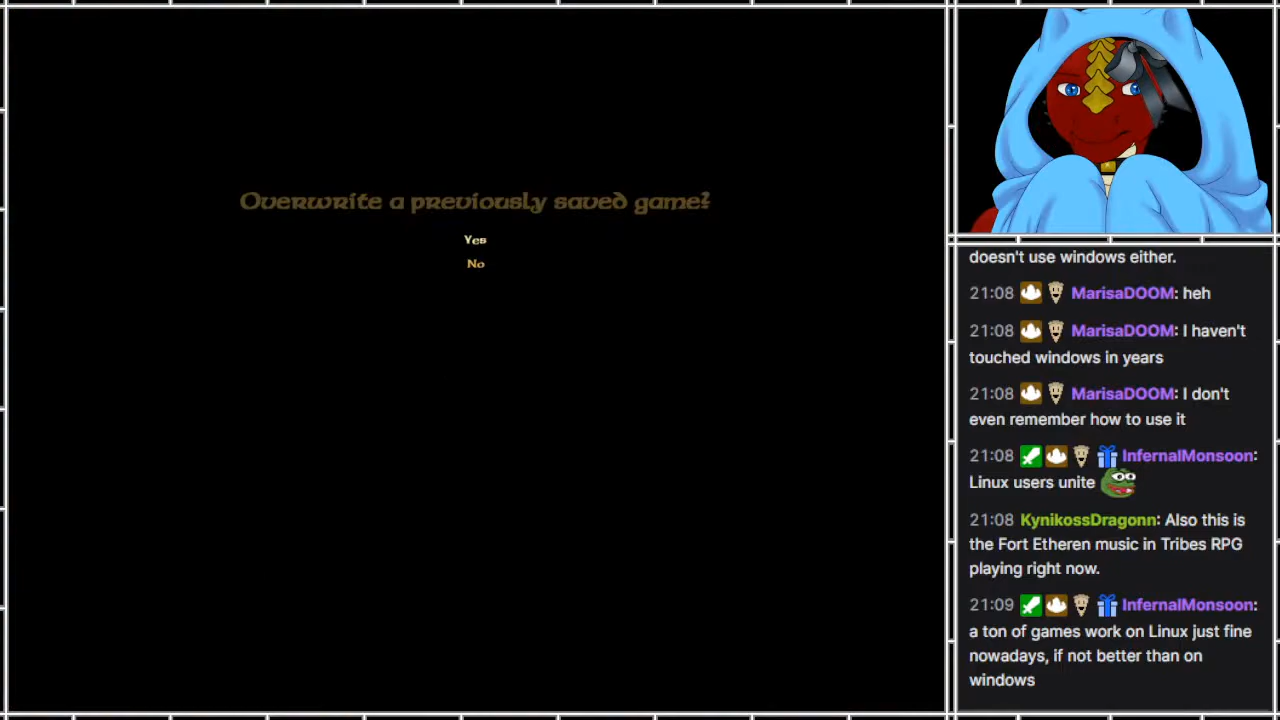 Overwrite a previously saved game?
Yes
No
doesn't use windows either.
21:08 MarisaDOOM: heh
21:08 MarisaDOOM: I haven't
touched windows in years
21:08 MarisaDOOM: I don't
even remember how to use it
21:08 InfernalMonsoon:
Linux users unite
21:08 KynikossDragonn: Also this is
the Fort Etheren music in Tribes RPG
playing right now.
21:09 InfernalMonsoon:
a ton of games work on Linux just fine
nowadays, if not better than on
windows